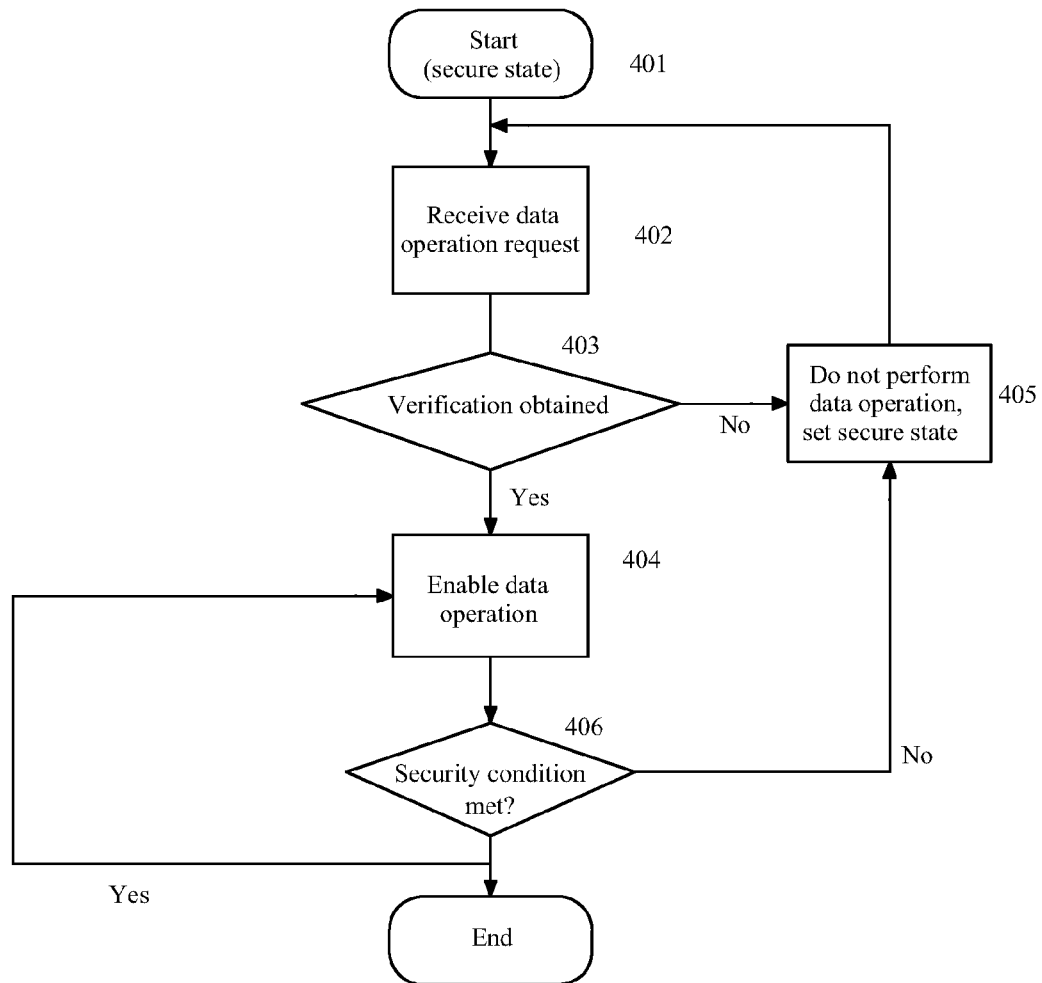 Start
(secure state)
401
Receive data
operation request
402
403
Verification obtained
No
Do not perform
data operation,
set secure state
405
Yes
Enable data
operation
404
406
Security condition
met?
No
Yes
End